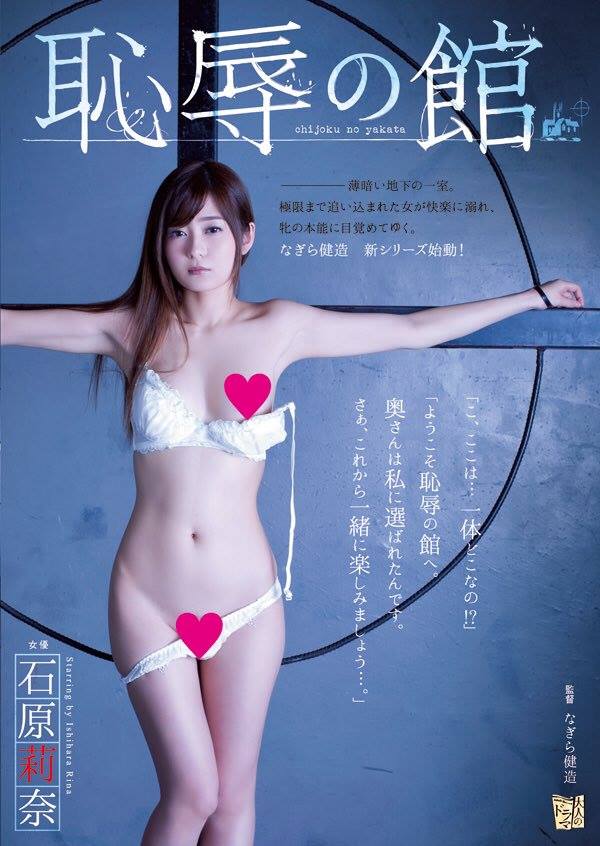 恥辱の館
chijoku no yakata
――――薄暗い地下の一室。
極限まで追い込まれた女が快楽に溺れ、
牝の本能に目覚めてゆく。
なぎら健造　新シリーズ始動！
「こ、ここは…一体どこなの!?」
「ようこそ恥辱の館へ。
奥さんは私に選ばれたんです。
さぁ、これから一緒に楽しみましょう…。」
女優
石原莉奈
Starring by Ishihara Rina
監督 なぎら健造
大人の
ドラマ